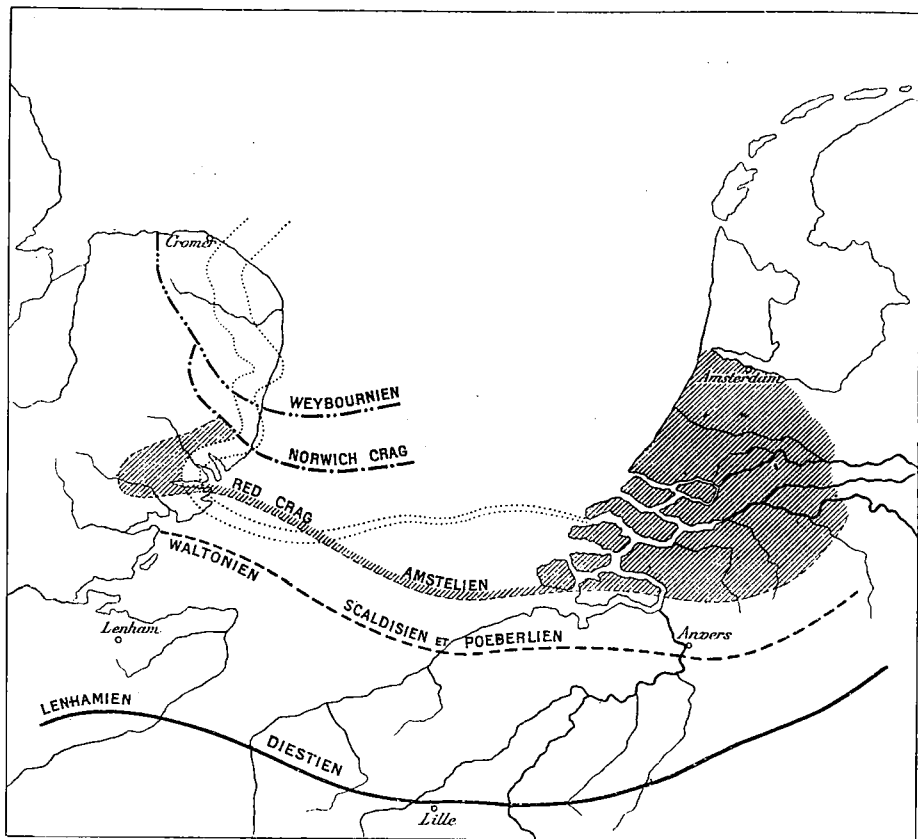 Cromer
WEYBOURNIEN
Amsterdam
NORWICH CRAG
RED CRAG
WALTONIEN
AMSTELIEN
SCALDISIEN ET POEBERLIEN
Lenham
Anvers
LENHAMIEN
DIESTIEN
Lille